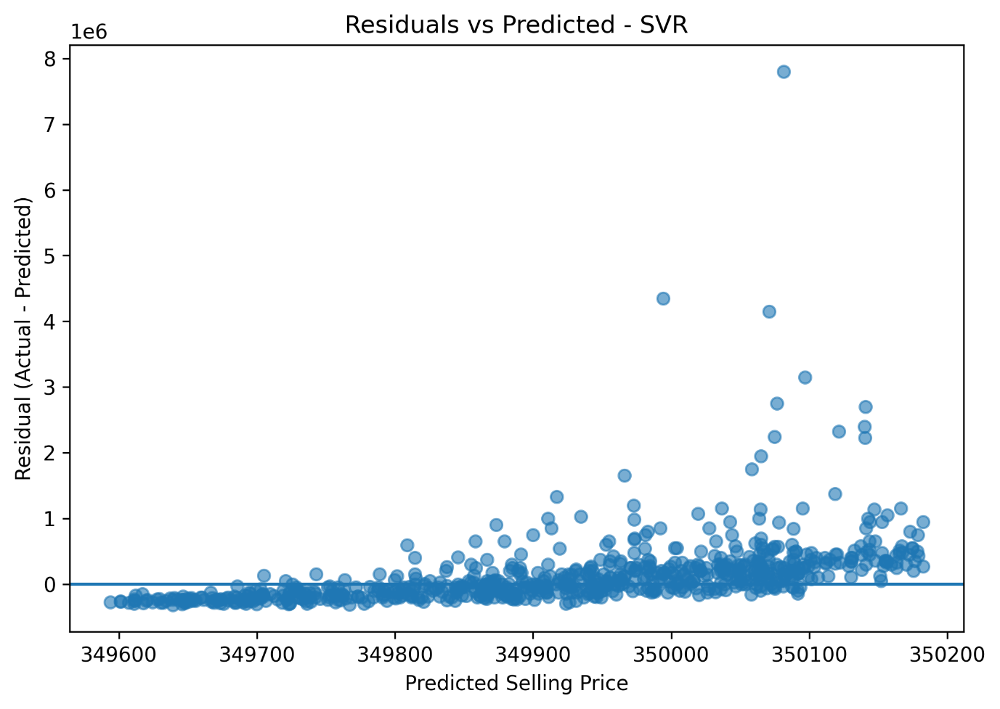 Residuals vs Predicted - SVR
1e6
8
7
6
5
4
3
2
1
0
Residual (Actual - Predicted)
349600 349700 349800 349900 350000 350100 350200
Predicted Selling Price